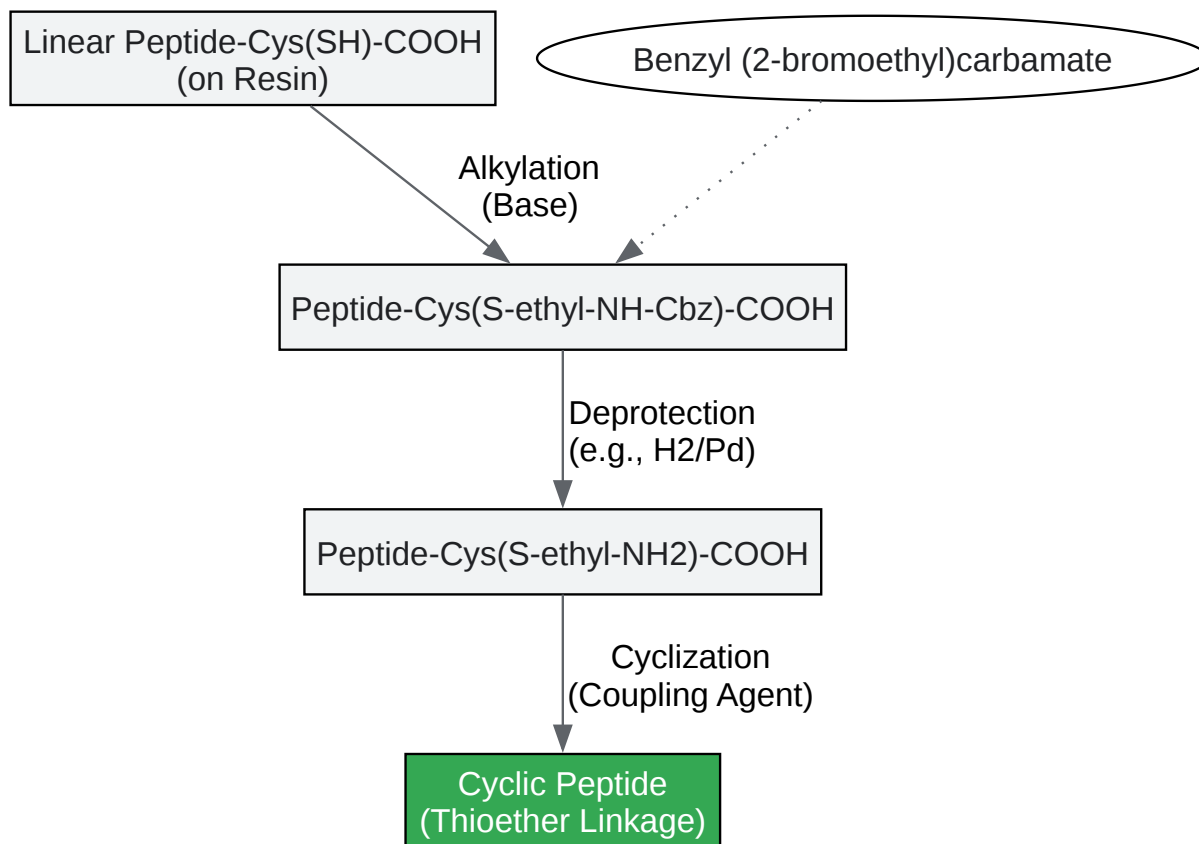 Linear Peptide-Cys(SH)-COOH
(on Resin)
Benzyl (2-bromoethyl)carbamate
Alkylation
(Base)
Peptide-Cys(S-ethyl-NH-Cbz)-COOH
Deprotection
(e.g., H2/Pd)
Peptide-Cys(S-ethyl-NH2)-COOH
Cyclization
(Coupling Agent)
Cyclic Peptide
(Thioether Linkage)